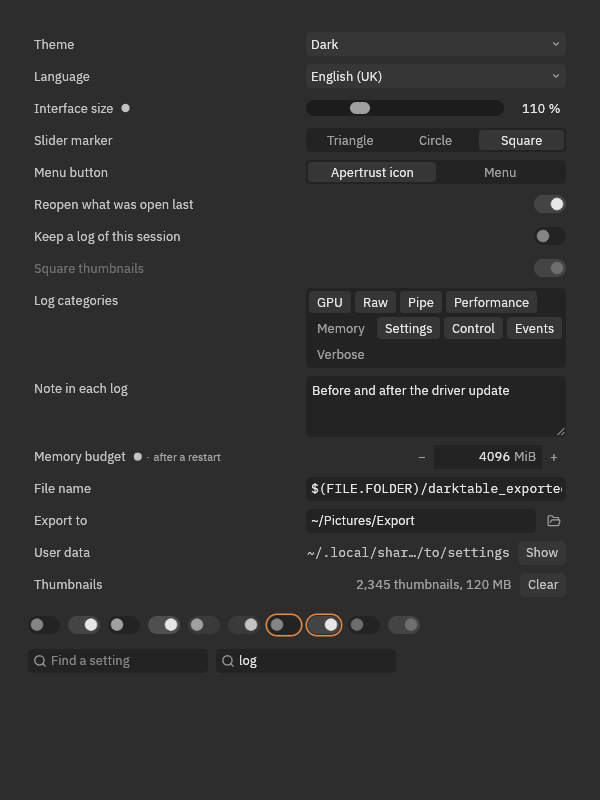 Theme Dark
Language English (UK)
Interface size 110 %
Slider marker Triangle Circle Square
Menu button Apertrust icon Menu
Reopen what was open last
Keep a log of this session
Square thumbnails
Log categories GPU Raw Pipe Performance
Memory Settings Control Events
Verbose
Note in each log Before and after the driver update
Memory budget · after a restart − 4096 MiB +
File name $(FILE.FOLDER)/darktable_exported
Export to ~/Pictures/Export
User data ~/.local/shar…/to/settings Show
Thumbnails 2,345 thumbnails, 120 MB Clear
Find a setting log